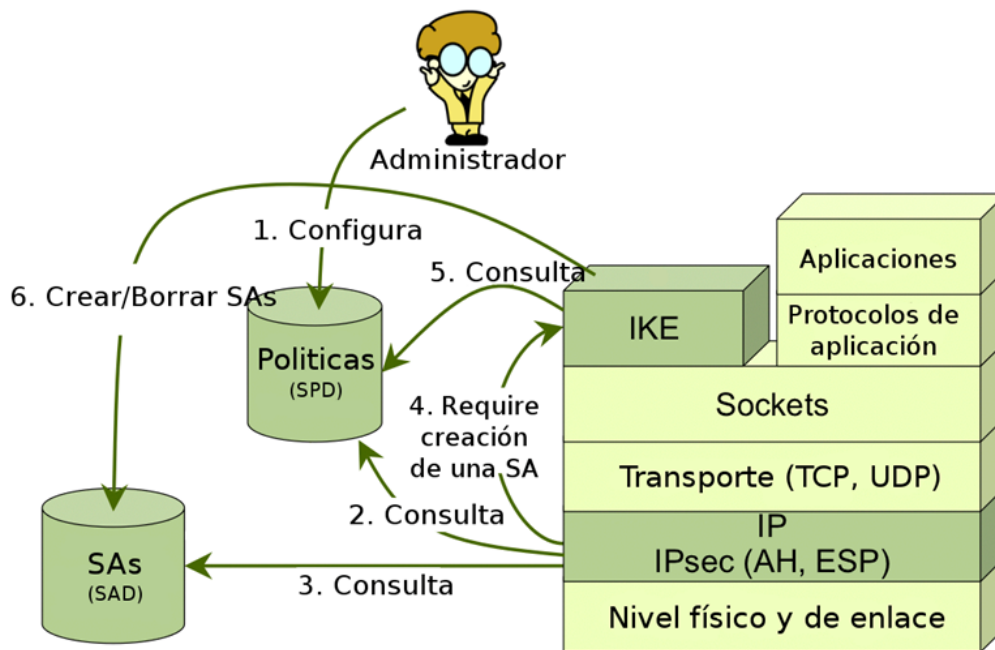 Administrador
1. Configura
5. Consulta
6. Crear/Borrar SAs
Aplicaciones
Protocolos de
aplicación
IKE
Politicas
(SPD)
4. Require
creación
de una SA
Sockets
Transporte (TCP, UDP)
2. Consulta
IP
IPsec (AH, ESP)
SAs
(SAD)
3. Consulta
Nivel físico y de enlace